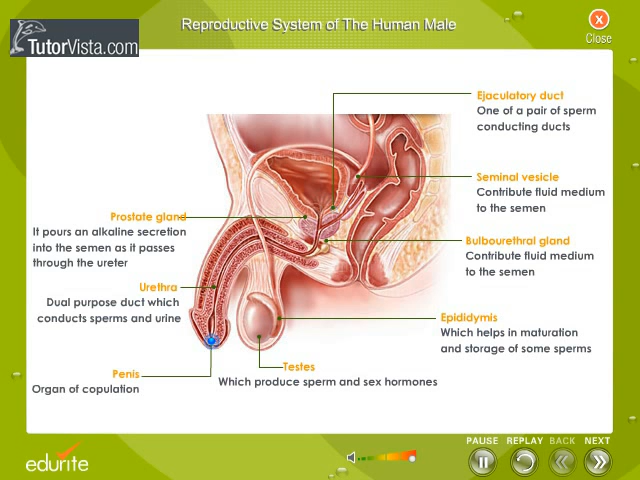 Reproductive System of The Human Male
TutorVista.com
Close
Ejaculatory duct
One of a pair of sperm
conducting ducts
Seminal vesicle
Contribute fluid medium
to the semen
Prostate gland
It pours an alkaline secretion
into the semen as it passes
through the ureter
Bulbourethral gland
Contribute fluid medium
to the semen
Urethra
Dual purpose duct which
conducts sperms and urine
Epididymis
Which helps in maturation
and storage of some sperms
Testes
Which produce sperm and sex hormones
Penis
Organ of copulation
PAUSE REPLAY BACK NEXT
edurite